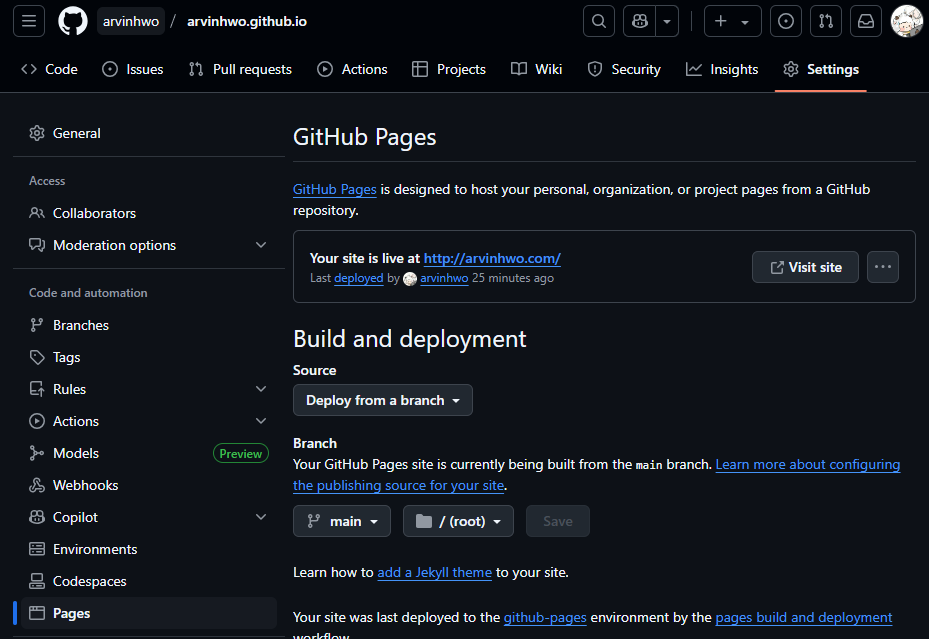 arvinhwo / arvinhwo.github.io
Code Issues Pull requests Actions Projects Wiki Security Insights Settings
General
Access
Collaborators
Moderation options
Code and automation
Branches
Tags
Rules
Actions
Models Preview
Webhooks
Copilot
Environments
Codespaces
Pages
GitHub Pages
GitHub Pages is designed to host your personal, organization, or project pages from a GitHub
repository.
Your site is live at http://arvinhwo.com/
Last deployed by arvinhwo 25 minutes ago
Visit site
Build and deployment
Source
Deploy from a branch
Branch
Your GitHub Pages site is currently being built from the main branch. Learn more about configuring
the publishing source for your site.
main / (root) Save
Learn how to add a Jekyll theme to your site.
Your site was last deployed to the github-pages environment by the pages build and deployment
workflow.